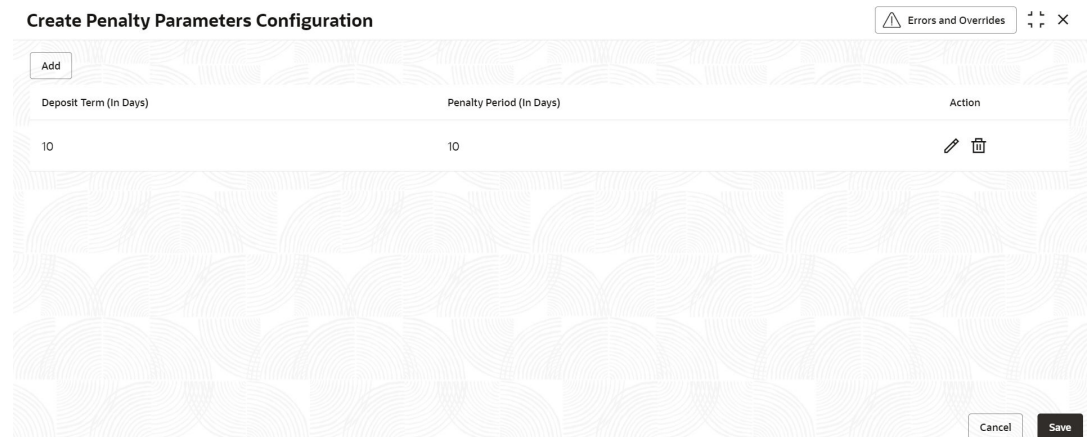 Create Penalty Parameters Configuration
Errors and Overrides
Add
Deposit Term (In Days) Penalty Period (In Days) Action
10 10
Cancel Save